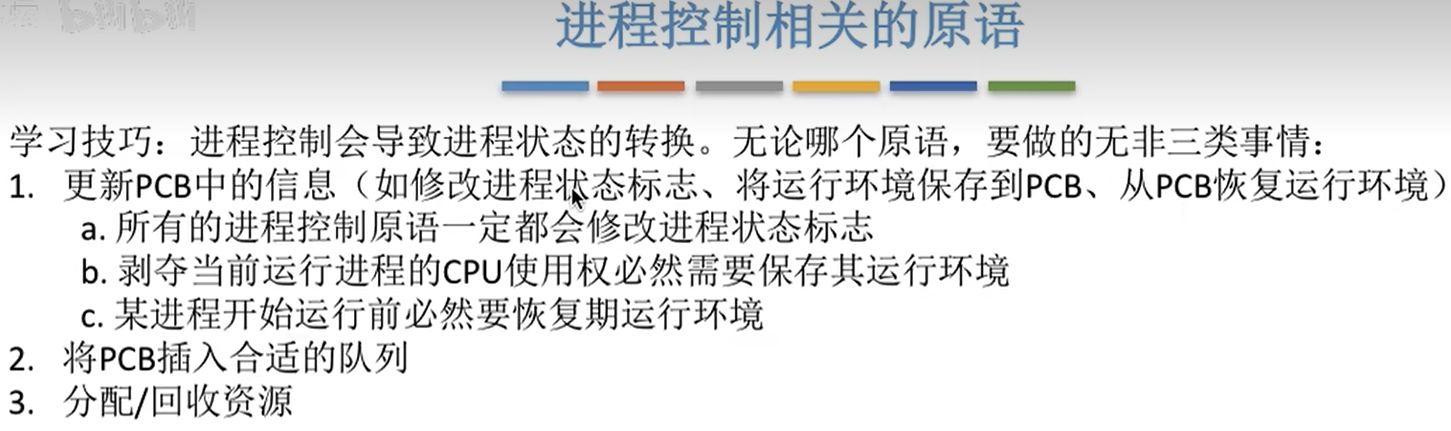 bilibili
进程控制相关的原语
学习技巧：进程控制会导致进程状态的转换。无论哪个原语，要做的无非三类事情：
1. 更新PCB中的信息（如修改进程状态标志、将运行环境保存到PCB、从PCB恢复运行环境）
a. 所有的进程控制原语一定都会修改进程状态标志
b. 剥夺当前运行进程的CPU使用权必然需要保存其运行环境
c. 某进程开始运行前必然要恢复期运行环境
2. 将PCB插入合适的队列
3. 分配/回收资源